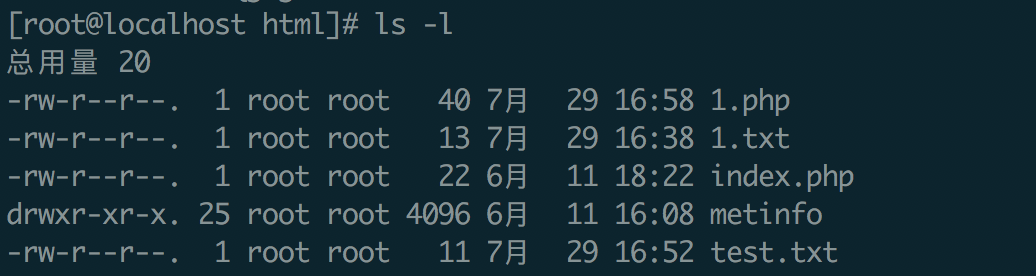 [root@localhost html]# ls -l
总用量 20
-rw-r--r--.  1 root root   40 7月  29 16:58 1.php
-rw-r--r--.  1 root root   13 7月  29 16:38 1.txt
-rw-r--r--.  1 root root   22 6月  11 18:22 index.php
drwxr-xr-x. 25 root root 4096 6月  11 16:08 metinfo
-rw-r--r--.  1 root root   11 7月  29 16:52 test.txt